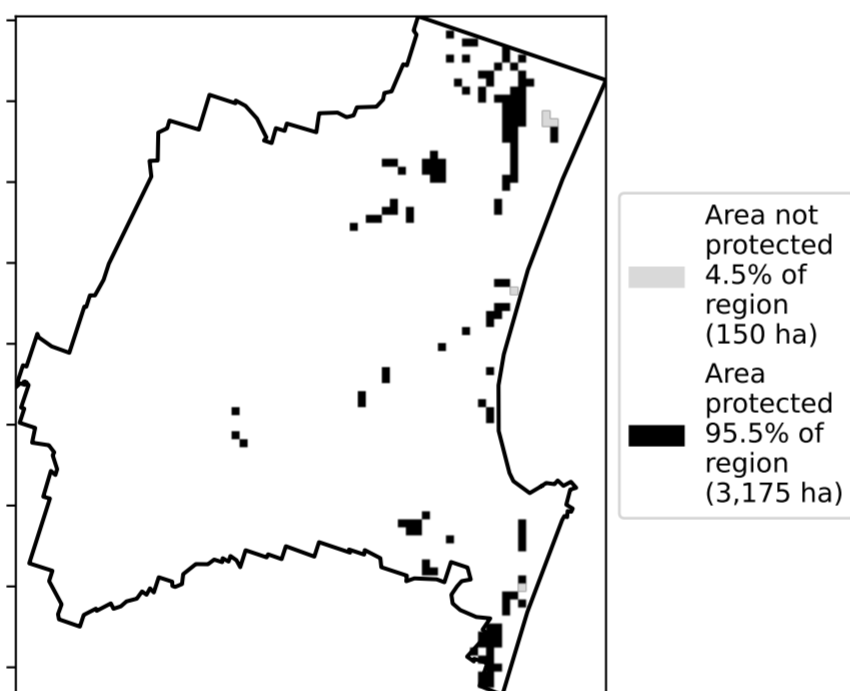 Area not
protected
4.5% of
region
(150 ha)
Area
protected
95.5% of
region
(3,175 ha)